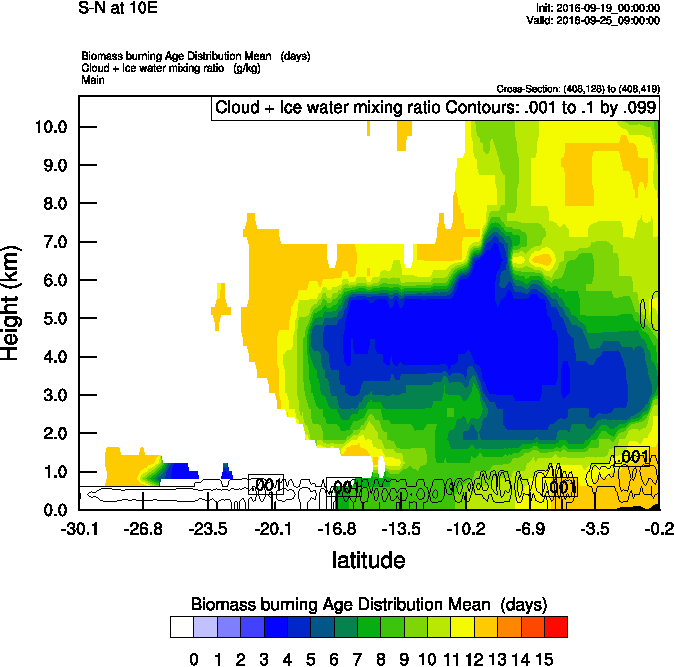 S-N at 10E
Init: 2016-09-19_00:00:00
Valid: 2016-09-25_09:00:00
Biomass burning Age Distribution Mean (days)
Cloud + Ice water mixing ratio (g/kg)
Main
Cross-Section: (408,128) to (408,419)
Cloud + Ice water mixing ratio Contours: .001 to .1 by .099
10.0
9.0
8.0
7.0
6.0
5.0
4.0
3.0
2.0
1.0
0.0
Height (km)
.001
.001
.001
.001
-30.1 -26.8 -23.5 -20.1 -16.8 -13.5 -10.2 -6.9 -3.5 -0.2
latitude
Biomass burning Age Distribution Mean (days)
0 1 2 3 4 5 6 7 8 9 10 11 12 13 14 15